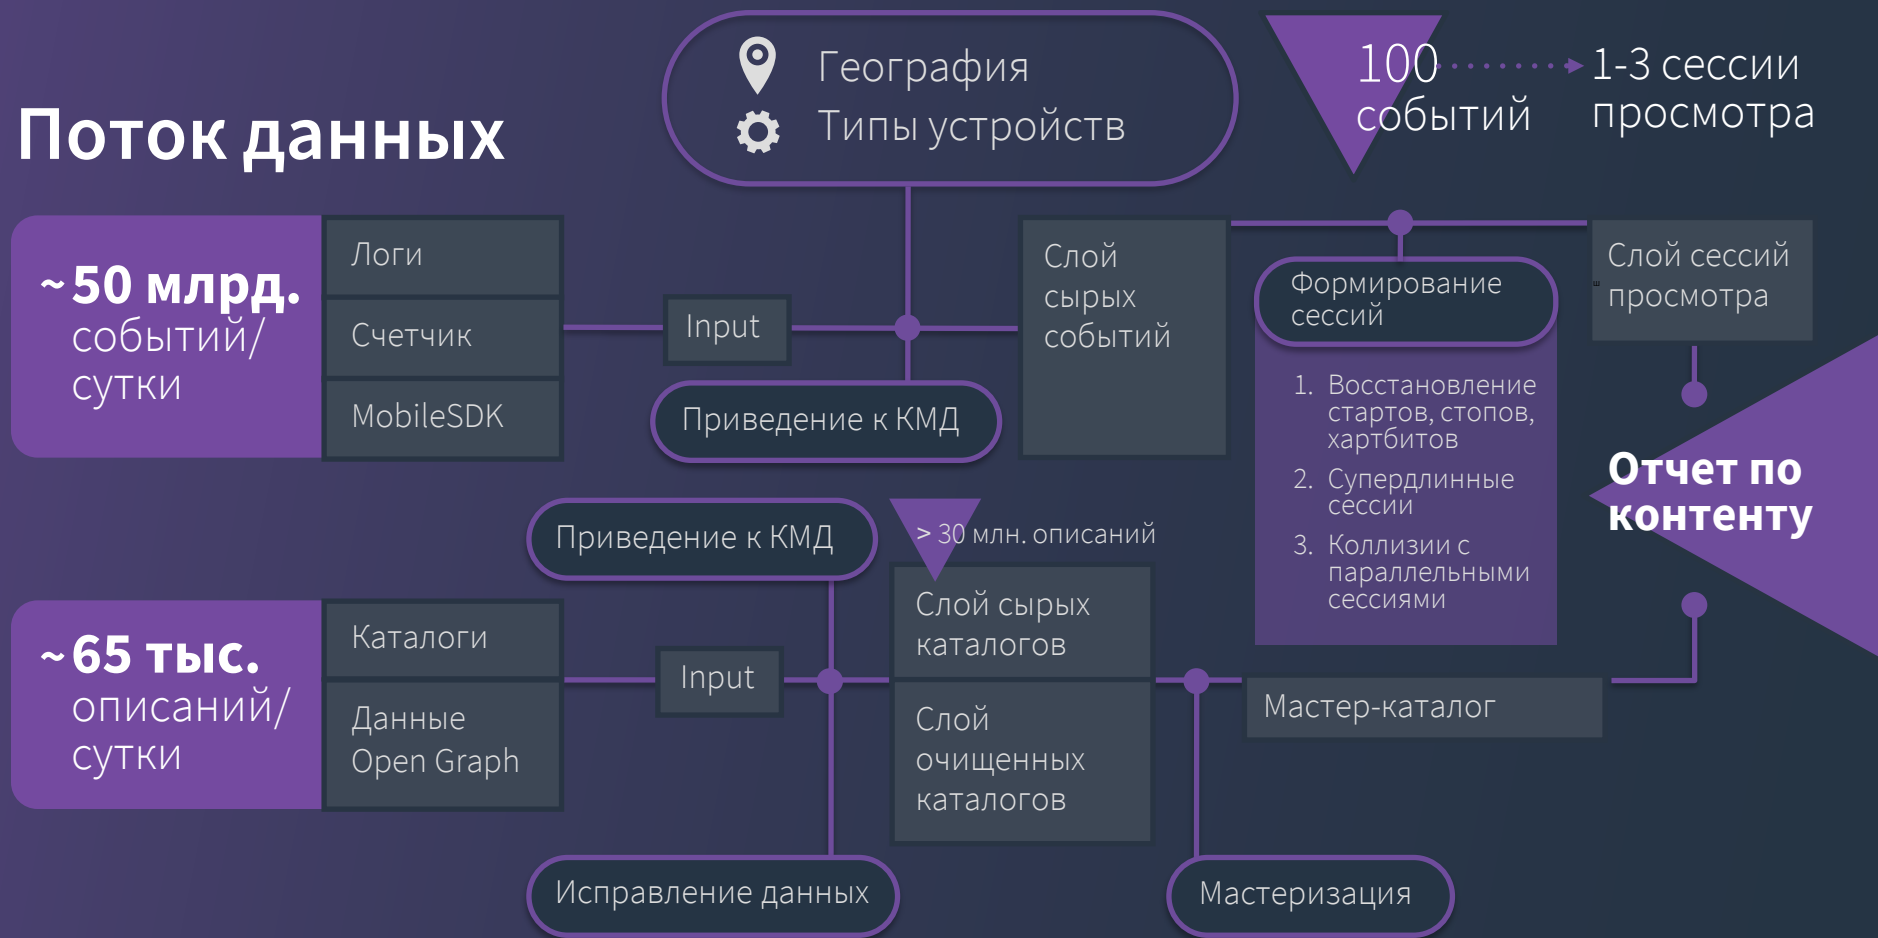 Поток данных
География
Типы устройств
100
событий
1-3 сессии
просмотра
~50 млрд.
событий/
сутки
Логи
Счетчик
MobileSDK
Input
Приведение к КМД
Слой
сырых
событий
Формирование
сессий
1. Восстановление
стартов, стопов,
хартбитов
2. Супердлинные
сессии
3. Коллизии с
параллельными
сессиями
Слой сессий
просмотра
Отчет по
контенту
~65 тыс.
описаний/
сутки
Каталоги
Данные
Open Graph
Input
Приведение к КМД
Исправление данных
> 30 млн. описаний
Слой сырых
каталогов
Слой
очищенных
каталогов
Мастеризация
Мастер-каталог